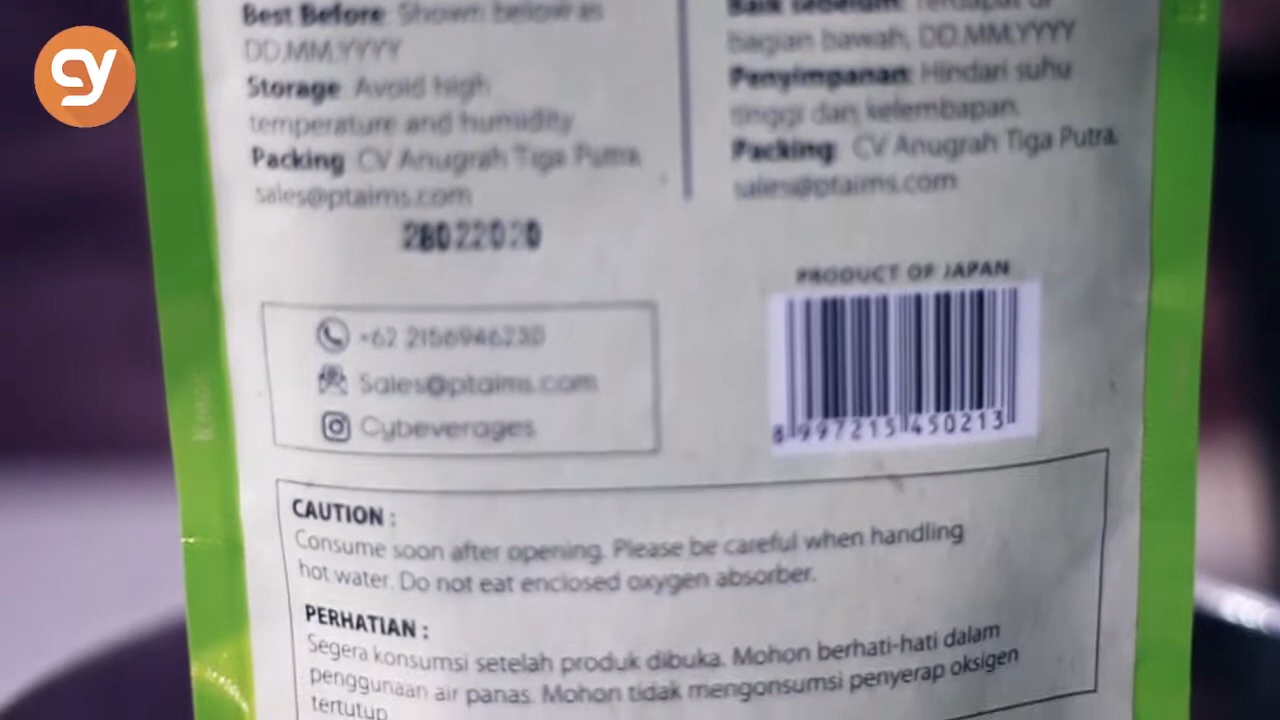 cy
Best Before: Shown below as
DD.MM.YYYY
Storage: Avoid high
temperature and humidity
Packing: CV Anugrah Tiga Putra
sales@ptaims.com
28022020
Baik sebelum: Terdapat di
bagian bawah, DD.MM.YYYY
Penyimpanan: Hindari suhu
tinggi dan kelembapan.
Packing: CV Anugrah Tiga Putra
sales@ptaims.com
+62 2156946230
Sales@ptaims.com
Cybeverages
PRODUCT OF JAPAN
8 997215 450213
CAUTION :
Consume soon after opening. Please be careful when handling
hot water. Do not eat enclosed oxygen absorber.
PERHATIAN :
Segera konsumsi setelah produk dibuka. Mohon berhati-hati dalam
penggunaan air panas. Mohon tidak mengonsumsi penyerap oksigen
tertutup